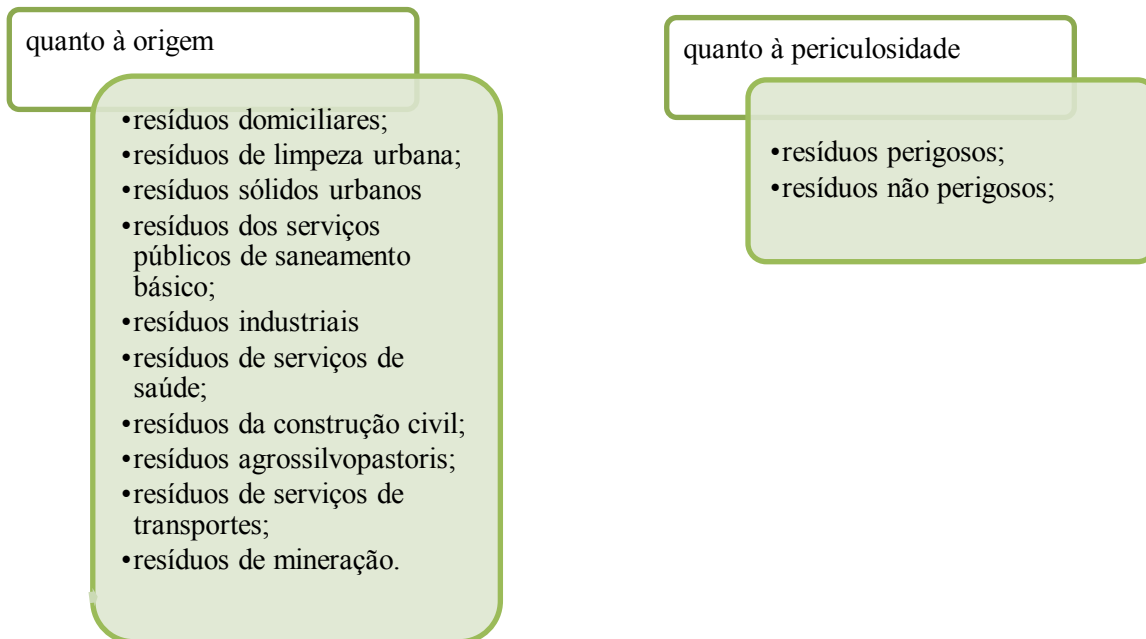 quanto à origem
•resíduos domiciliares;
•resíduos de limpeza urbana;
•resíduos sólidos urbanos
•resíduos dos serviços
públicos de saneamento
básico;
•resíduos industriais
•resíduos de serviços de
saúde;
•resíduos da construção civil;
•resíduos agrossilvopastoris;
•resíduos de serviços de
transportes;
•resíduos de mineração.
quanto à periculosidade
•resíduos perigosos;
•resíduos não perigosos;